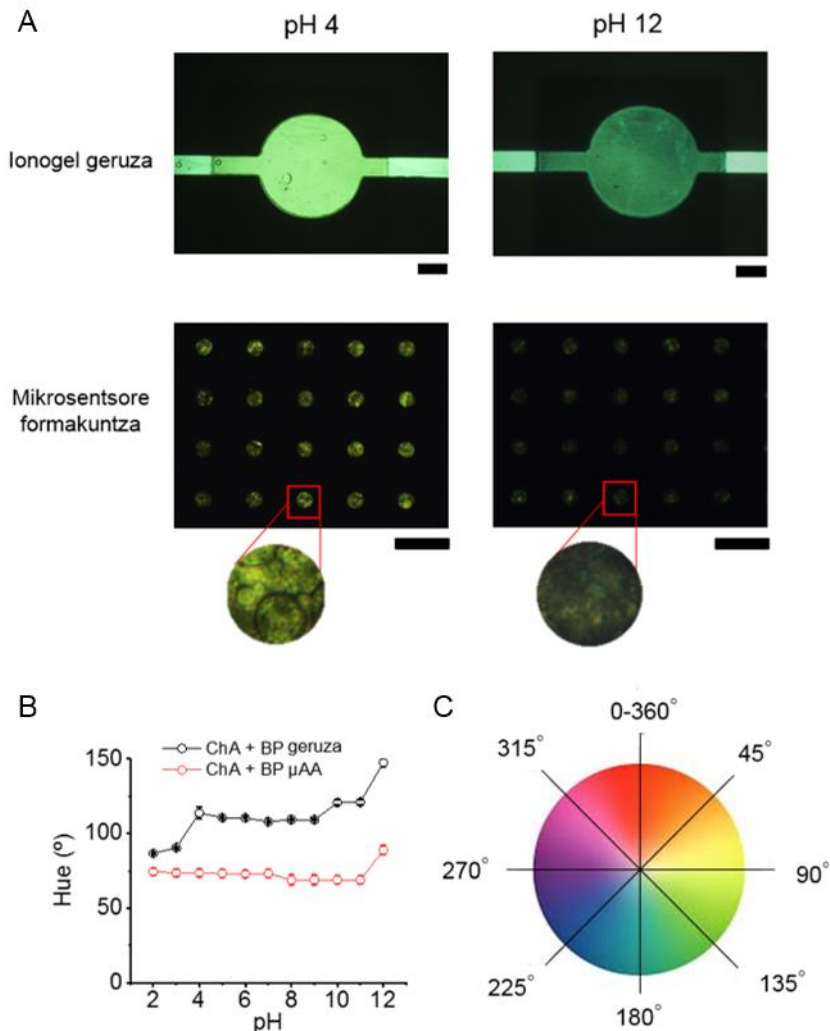 A
pH 4
pH 12
Ionogel geruza
Mikrosentsore
formakuntza
B
ChA + BP geruza
ChA + BP µAA
Hue (º)
150
100
50
0
2
4
6
8
10
12
pH
C
0-360°
45°
90°
135°
180°
225°
270°
315°